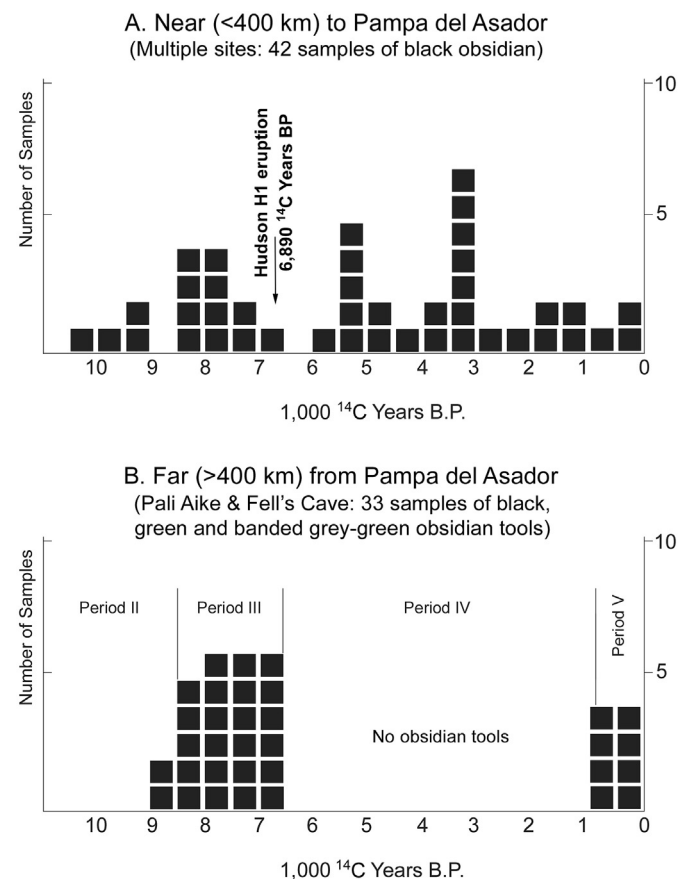 A. Near (<400 km) to Pampa del Asador
(Multiple sites: 42 samples of black obsidian)
Number of Samples
Hudson H1 eruption
6,890 ¹⁴C Years BP
10
5
10 9 8 7 6 5 4 3 2 1 0
1,000 ¹⁴C Years B.P.
B. Far (>400 km) from Pampa del Asador
(Pali Aike & Fell's Cave: 33 samples of black,
green and banded grey-green obsidian tools)
Number of Samples
10
Period II Period III Period IV Period V
5
No obsidian tools
10 9 8 7 6 5 4 3 2 1 0
1,000 ¹⁴C Years B.P.